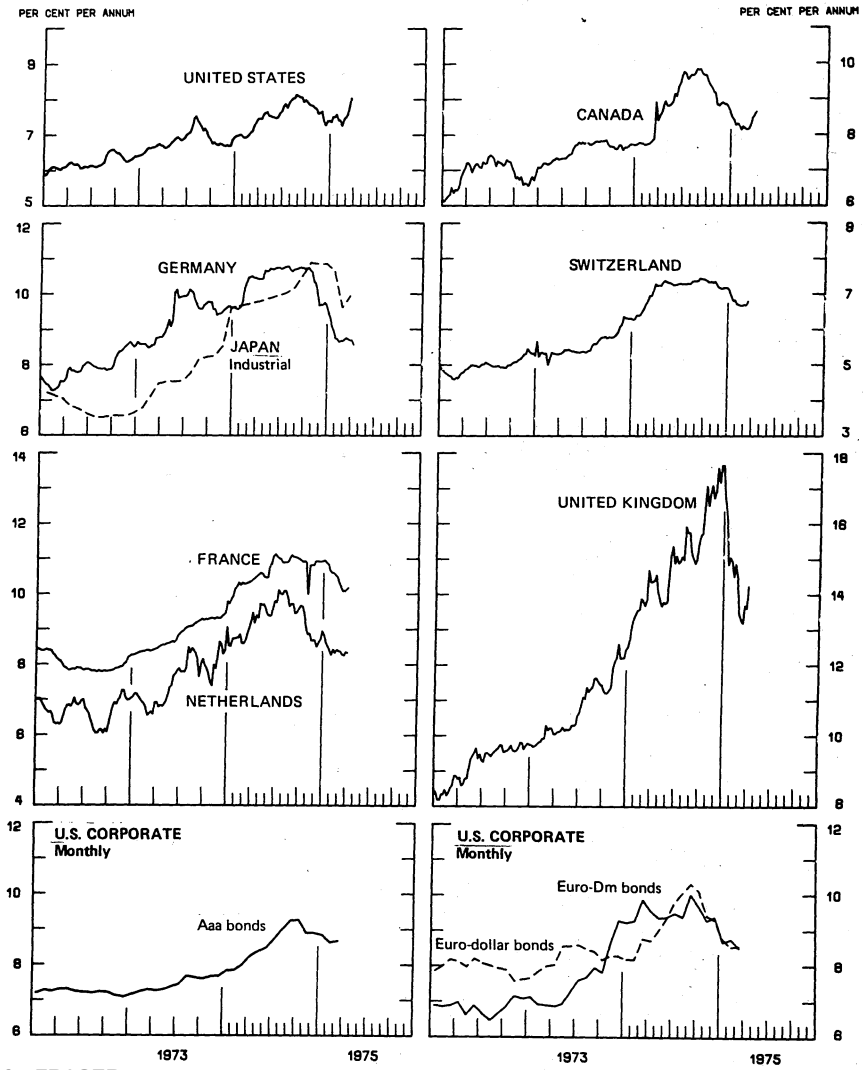 PER CENT PER ANNUM
PER CENT PER ANNUM
9
7
5
UNITED STATES
CANADA
10
8
6
12
10
8
6
GERMANY
JAPAN
Industrial
SWITZERLAND
9
7
5
3
14
12
10
8
6
4
FRANCE
NETHERLANDS
UNITED KINGDOM
18
16
14
12
10
8
12
10
8
6
U.S. CORPORATE
Monthly
Aaa bonds
U.S. CORPORATE
Monthly
Euro-Dm bonds
Euro-dollar bonds
12
10
8
6
1973
1975
1973
1975